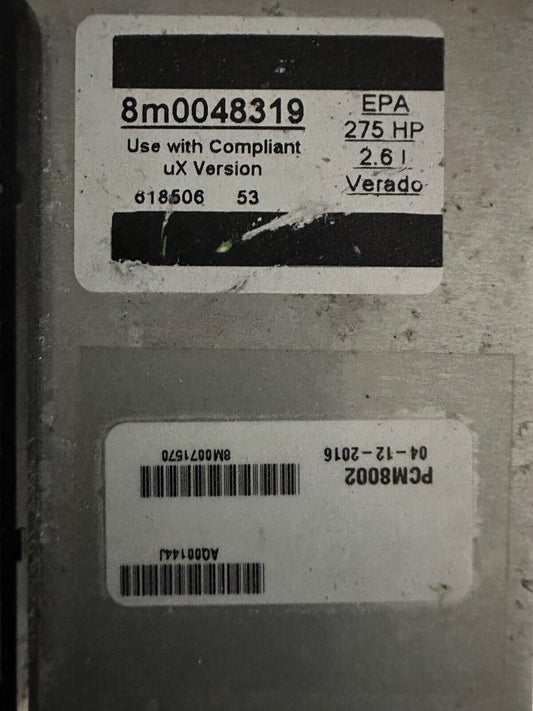 8m0048319
Use with Compliant
uX Version
618506 53
EPA
275 HP
2.6 l
Verado
PCM8002
04-12-2016
8M0071570
AQ00144J